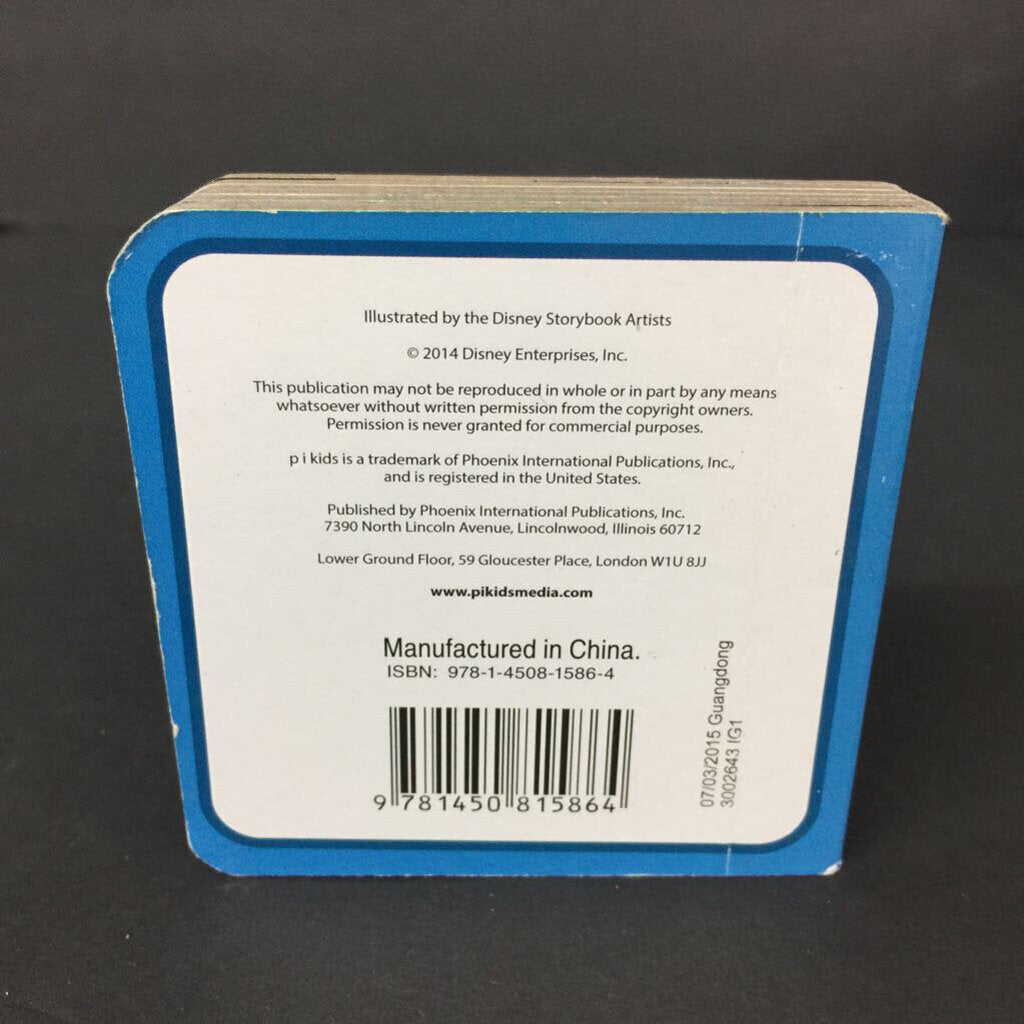 Illustrated by the Disney Storybook Artists
© 2014 Disney Enterprises, Inc.
This publication may not be reproduced in whole or in part by any means
whatsoever without written permission from the copyright owners.
Permission is never granted for commercial purposes.
p i kids is a trademark of Phoenix International Publications, Inc.,
and is registered in the United States.
Published by Phoenix International Publications, Inc.
7390 North Lincoln Avenue, Lincolnwood, Illinois 60712
Lower Ground Floor, 59 Gloucester Place, London W1U 8JJ
www.pikidsmedia.com
Manufactured in China.
ISBN: 978-1-4508-1586-4
9 781450 815864
07/03/2015 Guangdong
3002643 IG1